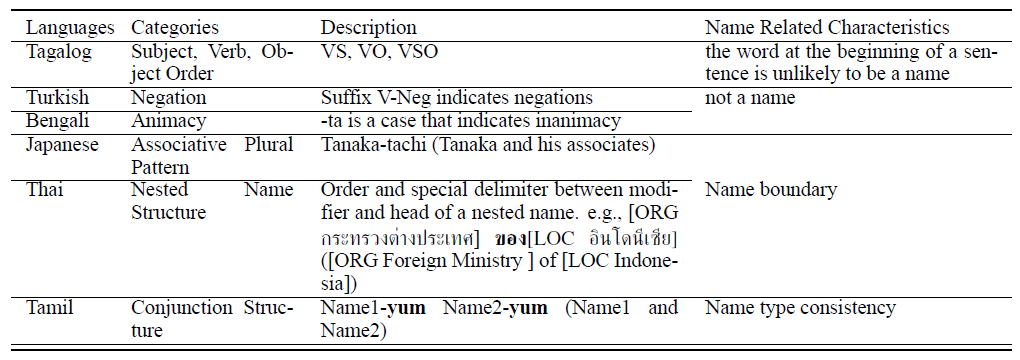 Languages Categories Description Name Related Characteristics
Tagalog Subject, Verb, Ob- VS, VO, VSO the word at the beginning of a sen-
ject Order tence is unlikely to be a name
Turkish Negation Suffix V-Neg indicates negations not a name
Bengali Animacy -ta is a case that indicates inanimacy
Japanese Associative Plural Tanaka-tachi (Tanaka and his associates)
Pattern
Thai Nested Name Order and special delimiter between modi- Name boundary
Structure fier and head of a nested name. e.g., [ORG
กระทรวงต่างประเทศ] ของ[LOC อินโดนีเซีย]
([ORG Foreign Ministry ] of [LOC Indone-
sia])
Tamil Conjunction Struc- Name1-yum Name2-yum (Name1 and Name type consistency
ture Name2)